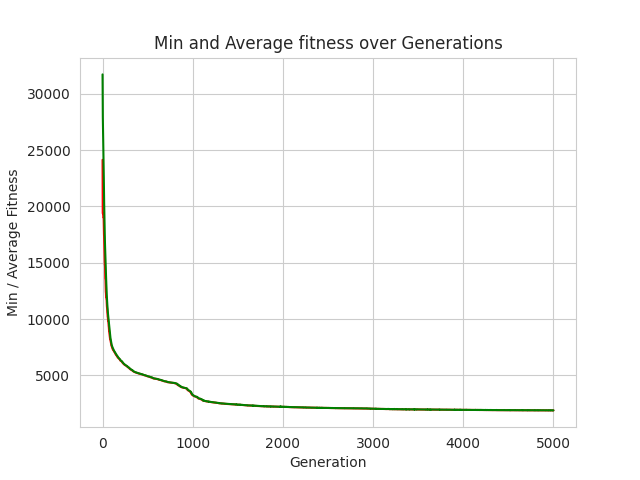 Min and Average fitness over Generations
30000
25000
20000
15000
10000
5000
Min / Average Fitness
0 1000 2000 3000 4000 5000
Generation